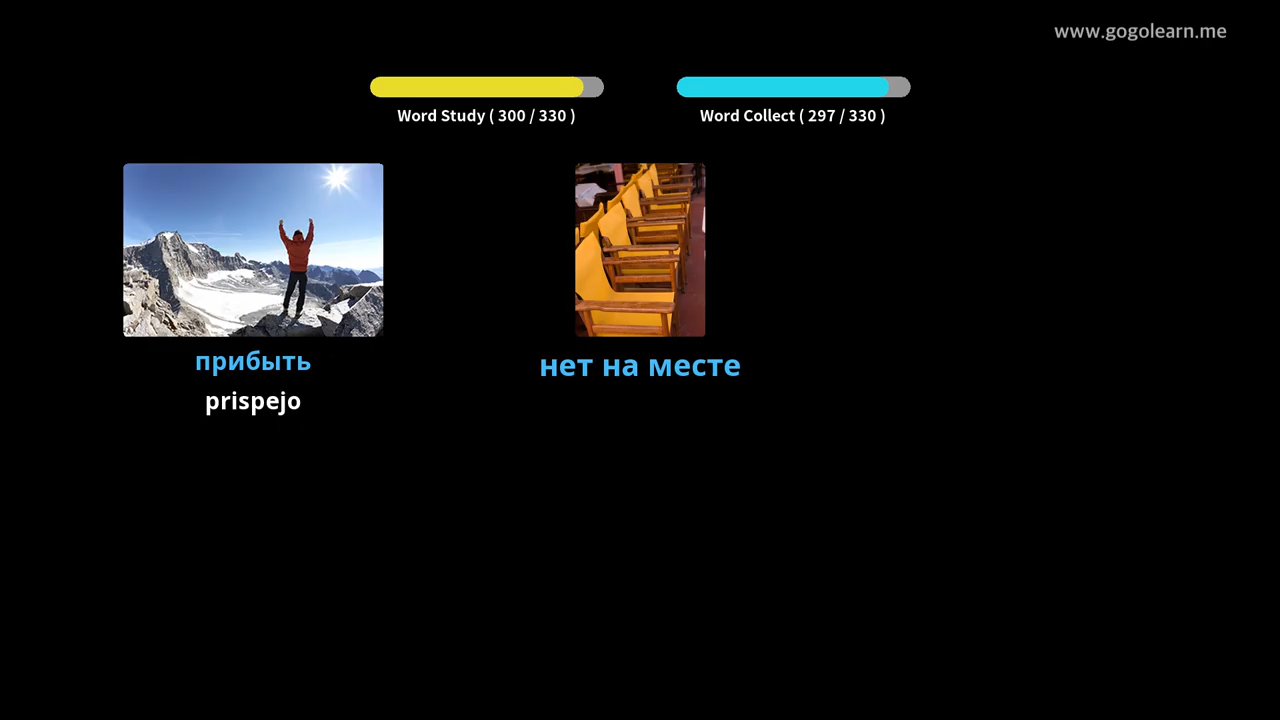 www.gogolearn.me
Word Study ( 300 / 330 )
Word Collect ( 297 / 330 )
прибыть
prispejo
нет на месте